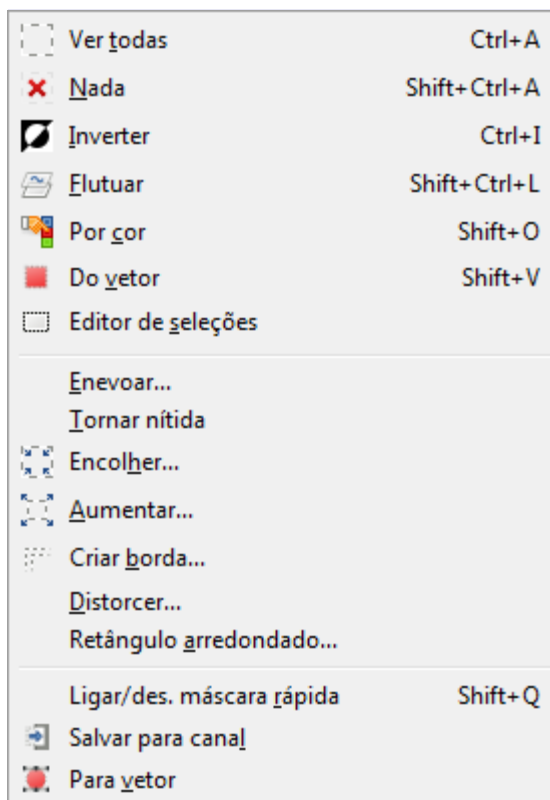 Ver todas Ctrl+A
Nada Shift+Ctrl+A
Inverter Ctrl+I
Flutuar Shift+Ctrl+L
Por cor Shift+O
Do vetor Shift+V
Editor de seleções
Enevoar...
Tornar nítida
Encolher...
Aumentar...
Criar borda...
Distorcer...
Retângulo arredondado...
Ligar/des. máscara rápida Shift+Q
Salvar para canal
Para vetor